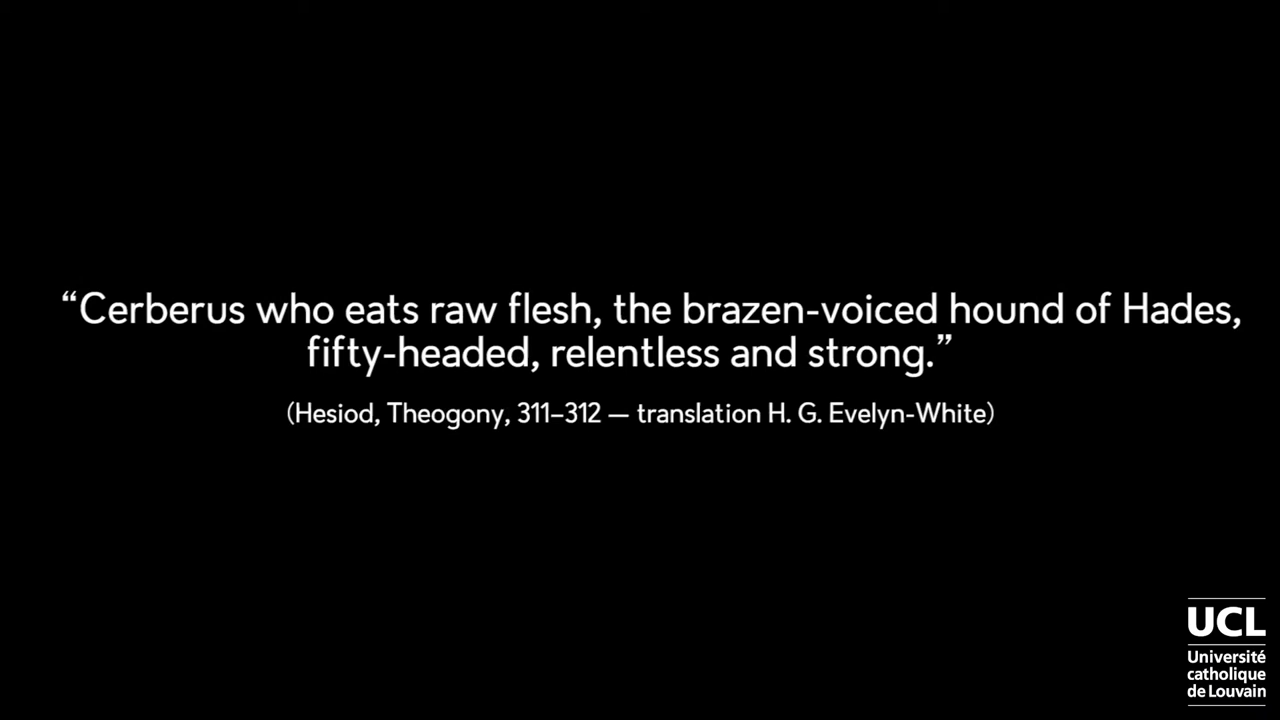 “Cerberus who eats raw flesh, the brazen-voiced hound of Hades,
fifty-headed, relentless and strong.”
(Hesiod, Theogony, 311–312 — translation H. G. Evelyn-White)
UCL
Université
catholique
de Louvain